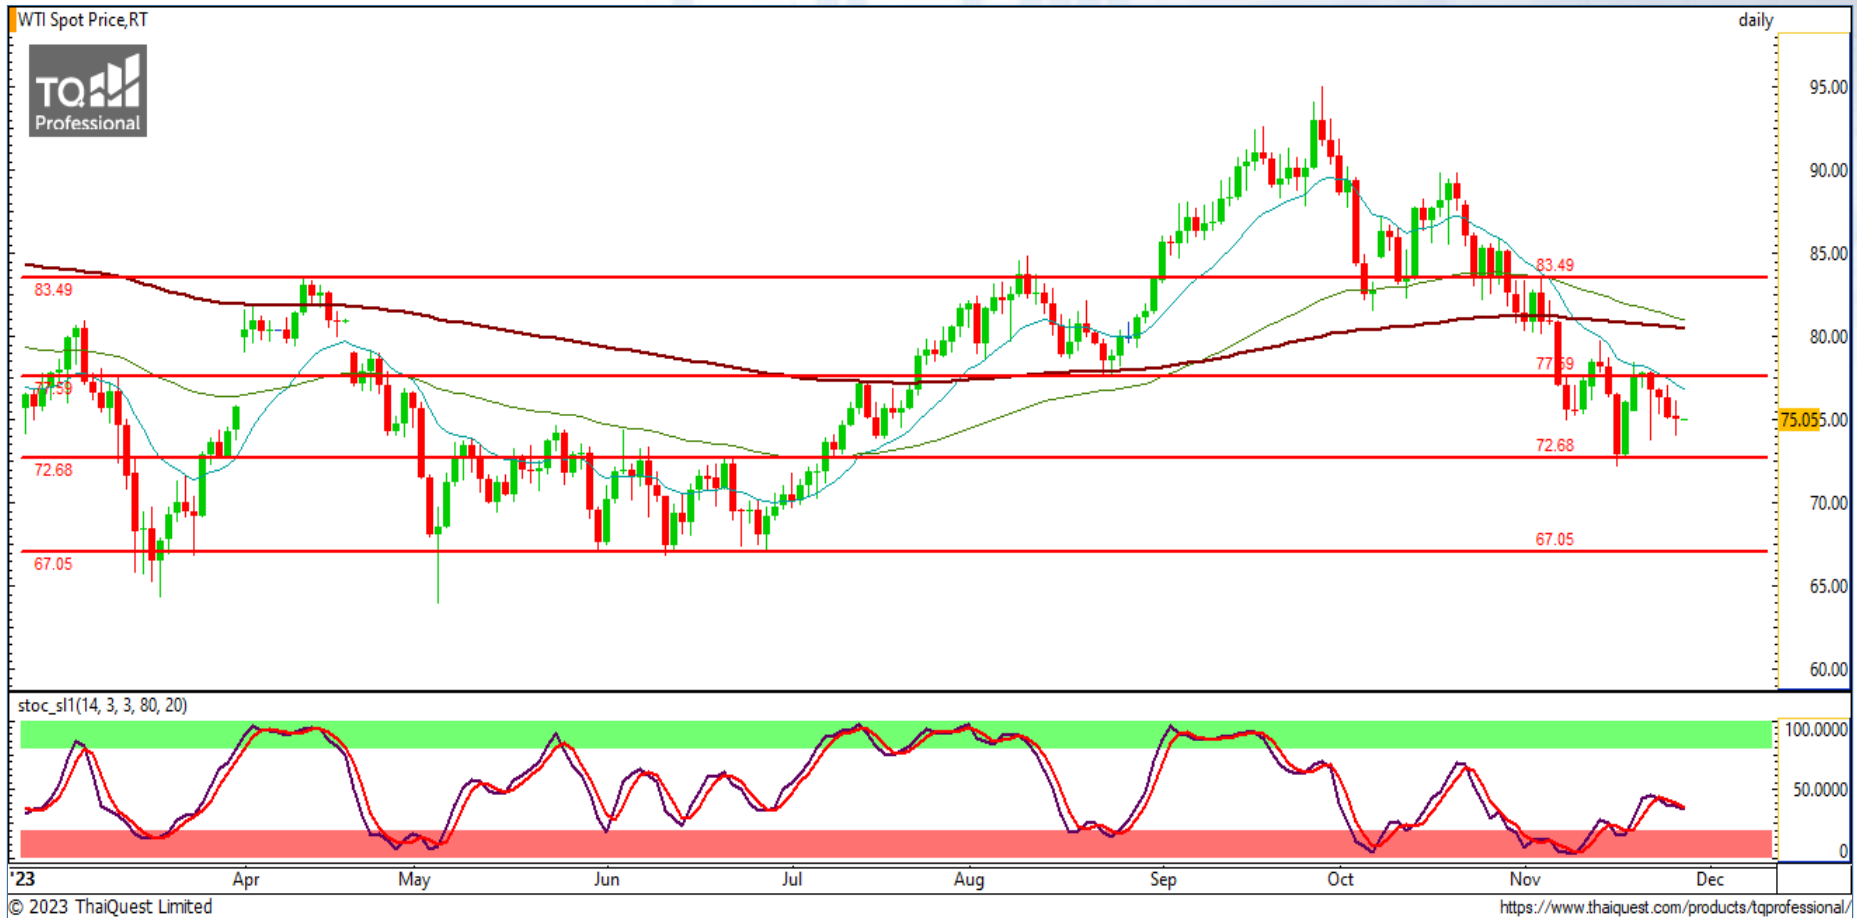 WTI Spot Price,RT
daily
TQ
Professional
95.00
90.00
85.00
83.49
83.49
80.00
77.59
77.59
75.05
5.00
72.68
72.68
70.00
67.05
67.05
65.00
60.00
stoc_sl1(14, 3, 3, 80, 20)
100.0000
50.0000
0
'23 Apr May Jun Jul Aug Sep Oct Nov Dec
© 2023 ThaiQuest Limited
https://www.thaiquest.com/products/tqprofessional/